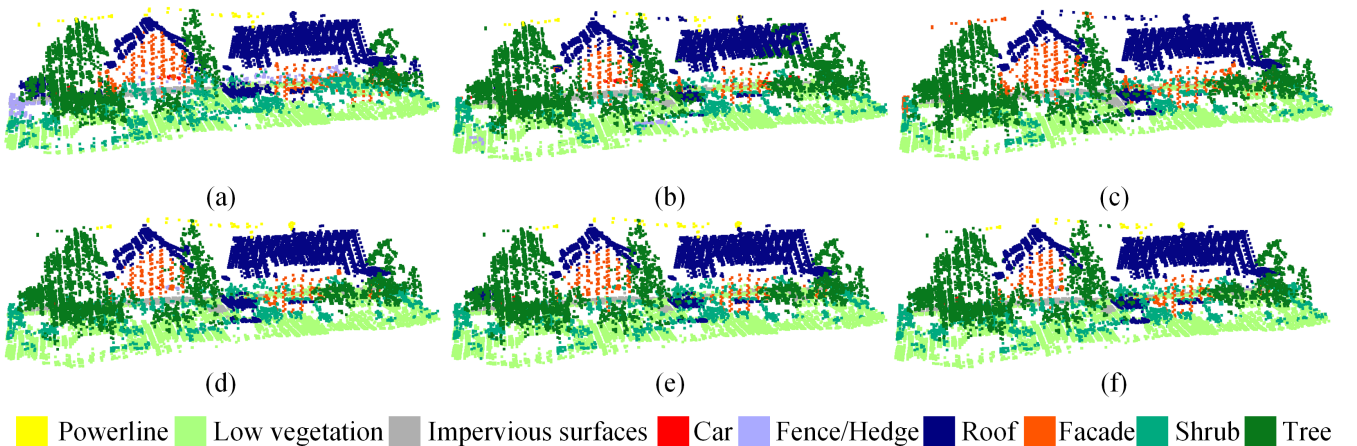 (a) (b) (c)
(d) (e) (f)
Powerline Low vegetation Impervious surfaces Car Fence/Hedge Roof Facade Shrub Tree